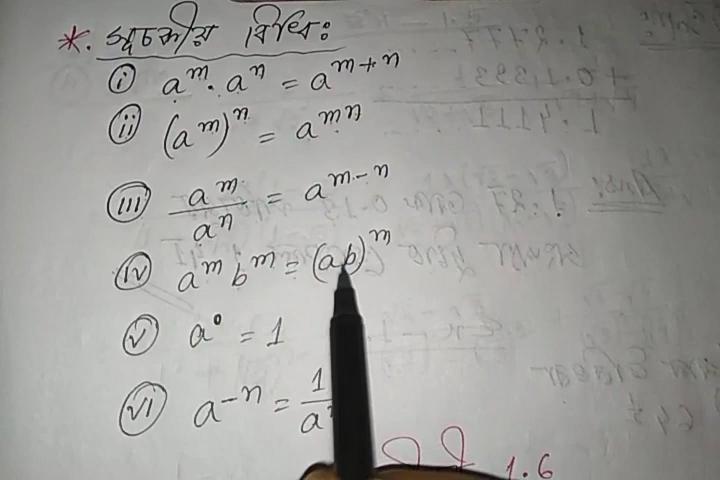 *. সূচকীয় বিধি:
(i) a^m · a^n = a^(m+n)
(ii) (a^m)^n = a^(mn)
(iii) a^m / a^n = a^(m-n)
(iv) a^m b^m = (ab)^m
(v) a^0 = 1
(vi) a^(-n) = 1 / a
1.6